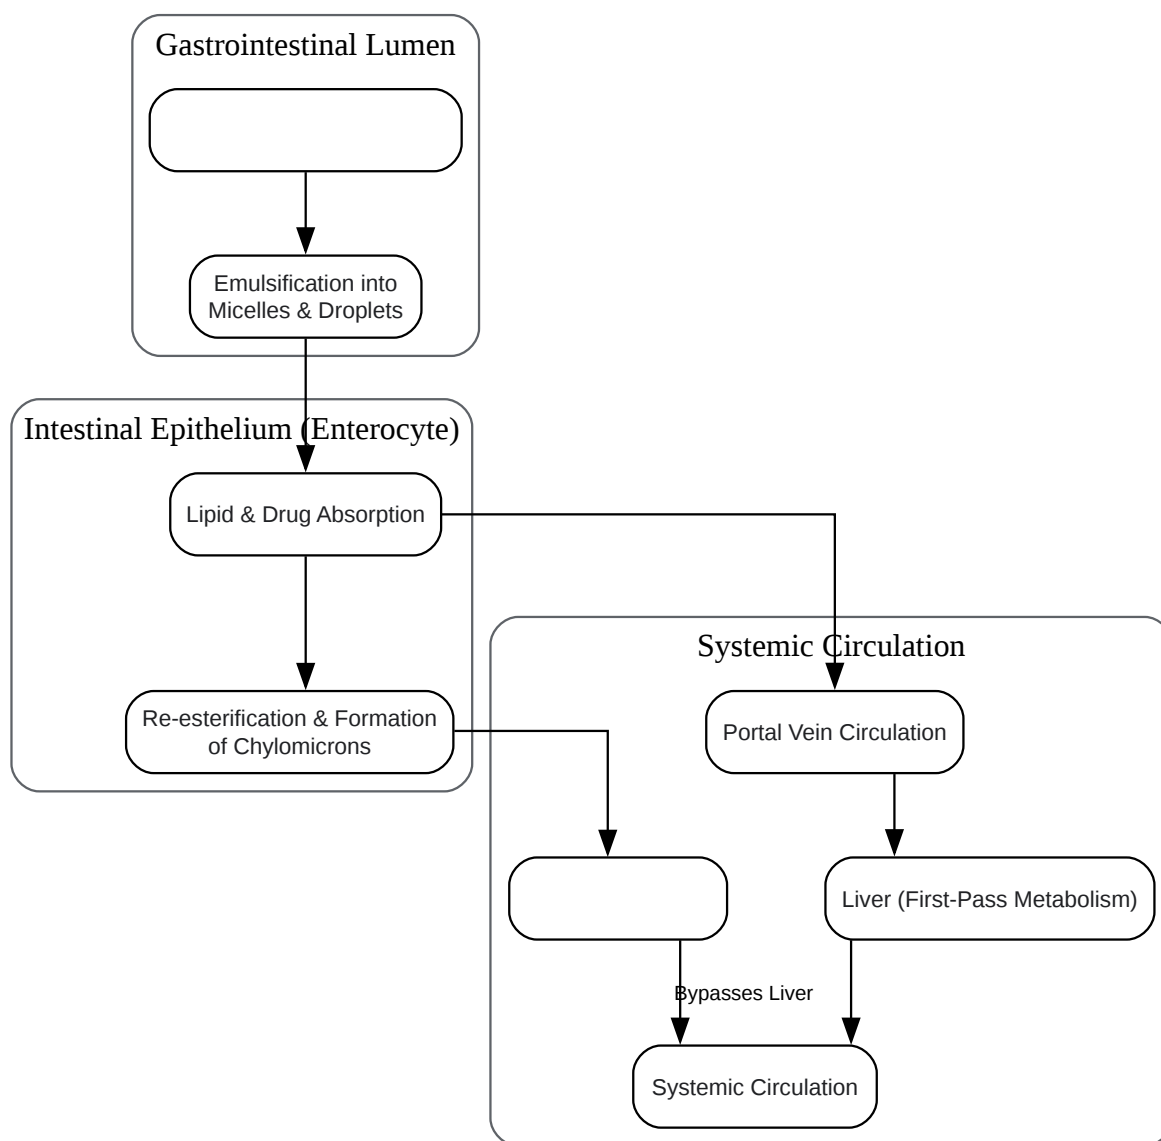 Gastrointestinal Lumen
Emulsification into
Micelles & Droplets
Intestinal Epithelium (Enterocyte)
Lipid & Drug Absorption
Re-esterification & Formation
of Chylomicrons
Systemic Circulation
Portal Vein Circulation
Liver (First-Pass Metabolism)
Bypasses Liver
Systemic Circulation